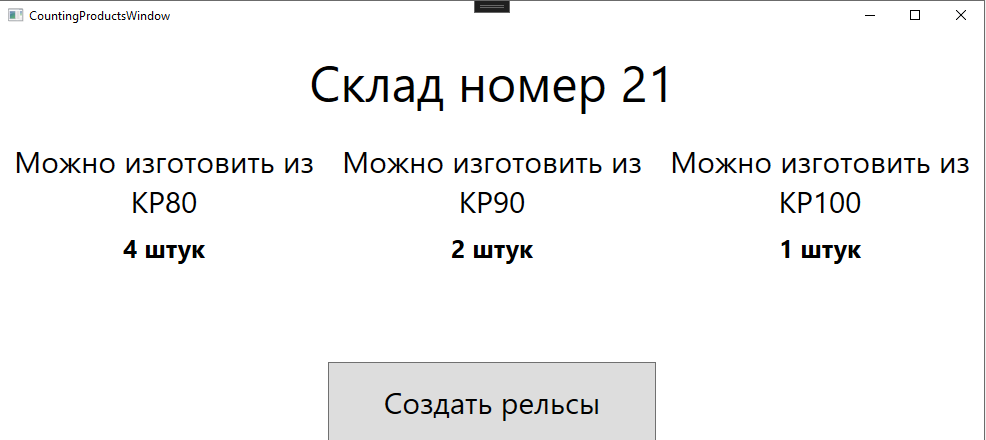 CountingProductsWindow
Склад номер 21
Можно изготовить из
КР80
4 штук
Можно изготовить из
КР90
2 штук
Можно изготовить из
КР100
1 штук
Создать рельсы